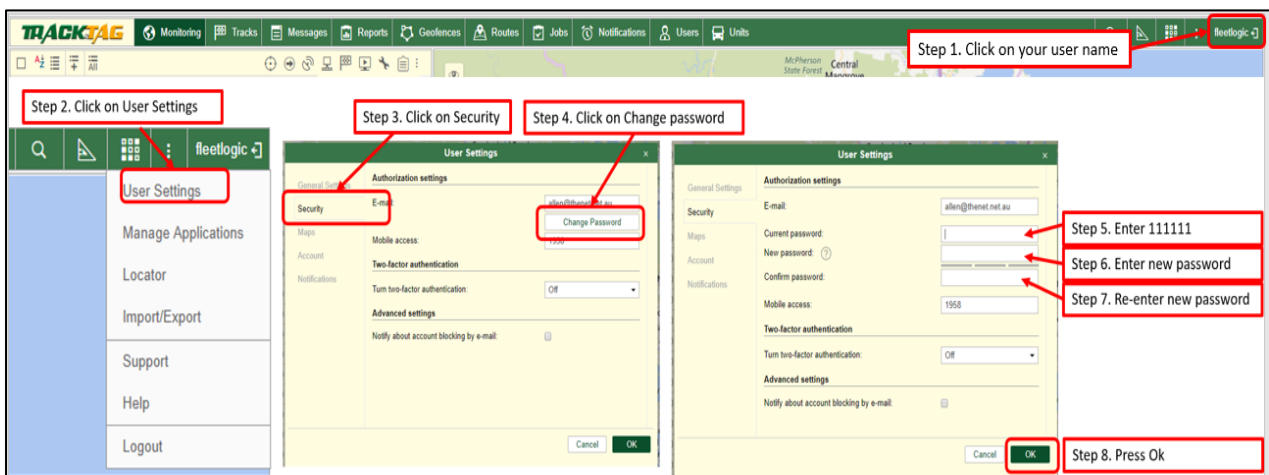 TRACKTAG Monitoring Tracks Messages Reports Geofences Routes Jobs Notifications Users Units fleetlogic
Step 1. Click on your user name
McPherson State Forest
Central Mangrove
Step 2. Click on User Settings
Step 3. Click on Security
Step 4. Click on Change password
fleetlogic
User Settings
Manage Applications
Locator
Import/Export
Support
Help
Logout
User Settings x
General Settings
Security
Maps
Account
Notifications
Authorization settings
E-mail: allen@thenet.net.au
Change Password
Mobile access: 1958
Two-factor authentication
Turn two-factor authentication: Off
Advanced settings
Notify about account blocking by e-mail:
Cancel OK
User Settings x
General Settings
Security
Maps
Account
Notifications
Authorization settings
E-mail: allen@thenet.net.au
Current password:
New password: ?
Confirm password:
Mobile access: 1958
Two-factor authentication
Turn two-factor authentication: Off
Advanced settings
Notify about account blocking by e-mail:
Cancel OK
Step 5. Enter 111111
Step 6. Enter new password
Step 7. Re-enter new password
Step 8. Press Ok